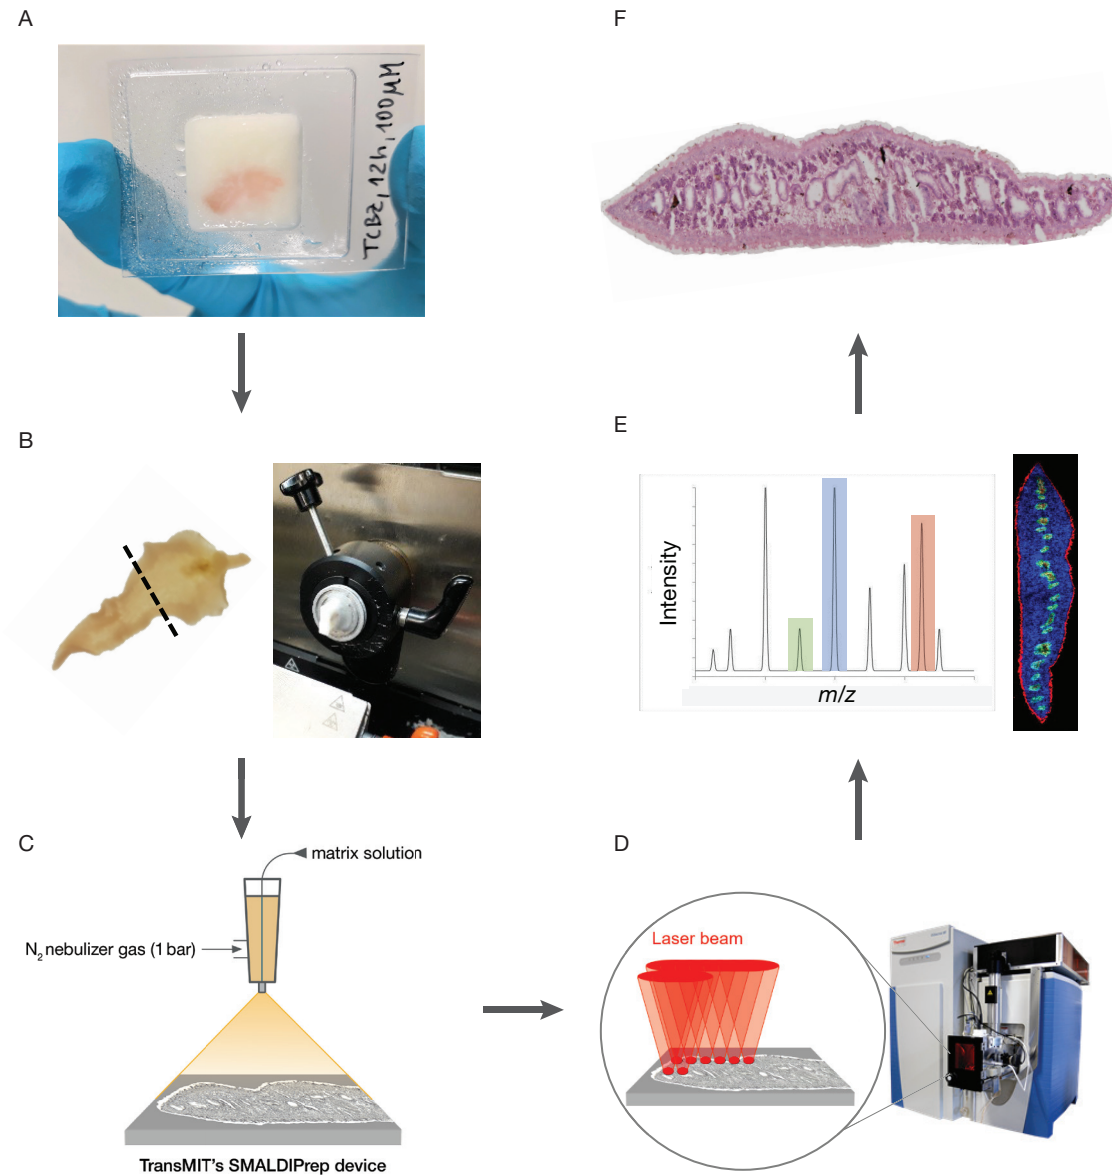 A
TCBZ, 12h, 100µM
B
C
matrix solution
N₂ nebulizer gas (1 bar)
TransMIT's SMALDIPrep device
D
Laser beam
E
Intensity
m/z
F